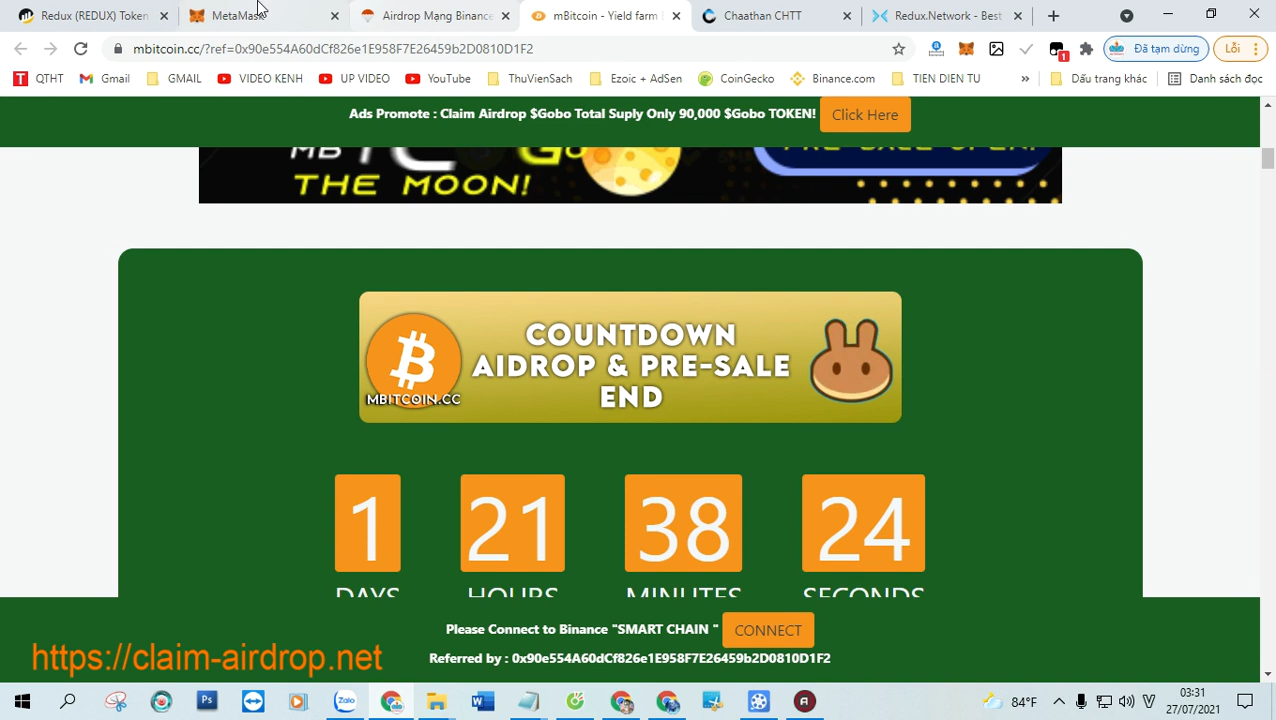 Redux (REDUX) Token
MetaMask
Airdrop Mạng Binance
mBitcoin - Yield farm
Chaathan CHTT
Redux.Network - Best
mbitcoin.cc/?ref=0x90e554A60dCf826e1E958F7E26459b2D0810D1F2
1
Đã tạm dừng
Lỗi
QTHT
Gmail
GMAIL
VIDEO KENH
UP VIDEO
YouTube
ThuVienSach
Ezoic + AdSen
CoinGecko
Binance.com
TIEN DIEN TU
»
Dấu trang khác
Danh sách đọc
Ads Promote : Claim Airdrop $Gobo Total Suply Only 90,000 $Gobo TOKEN! Click Here
THE MOON!
COUNTDOWN
AIDROP & PRE-SALE
END
MBITCOIN.CC
1 21 38 24
DAYS HOURS MINUTES SECONDS
Please Connect to Binance "SMART CHAIN " CONNECT
Referred by : 0x90e554A60dCf826e1E958F7E26459b2D0810D1F2
https://claim-airdrop.net
Ps
Zalo
84°F
V
03:31
27/07/2021